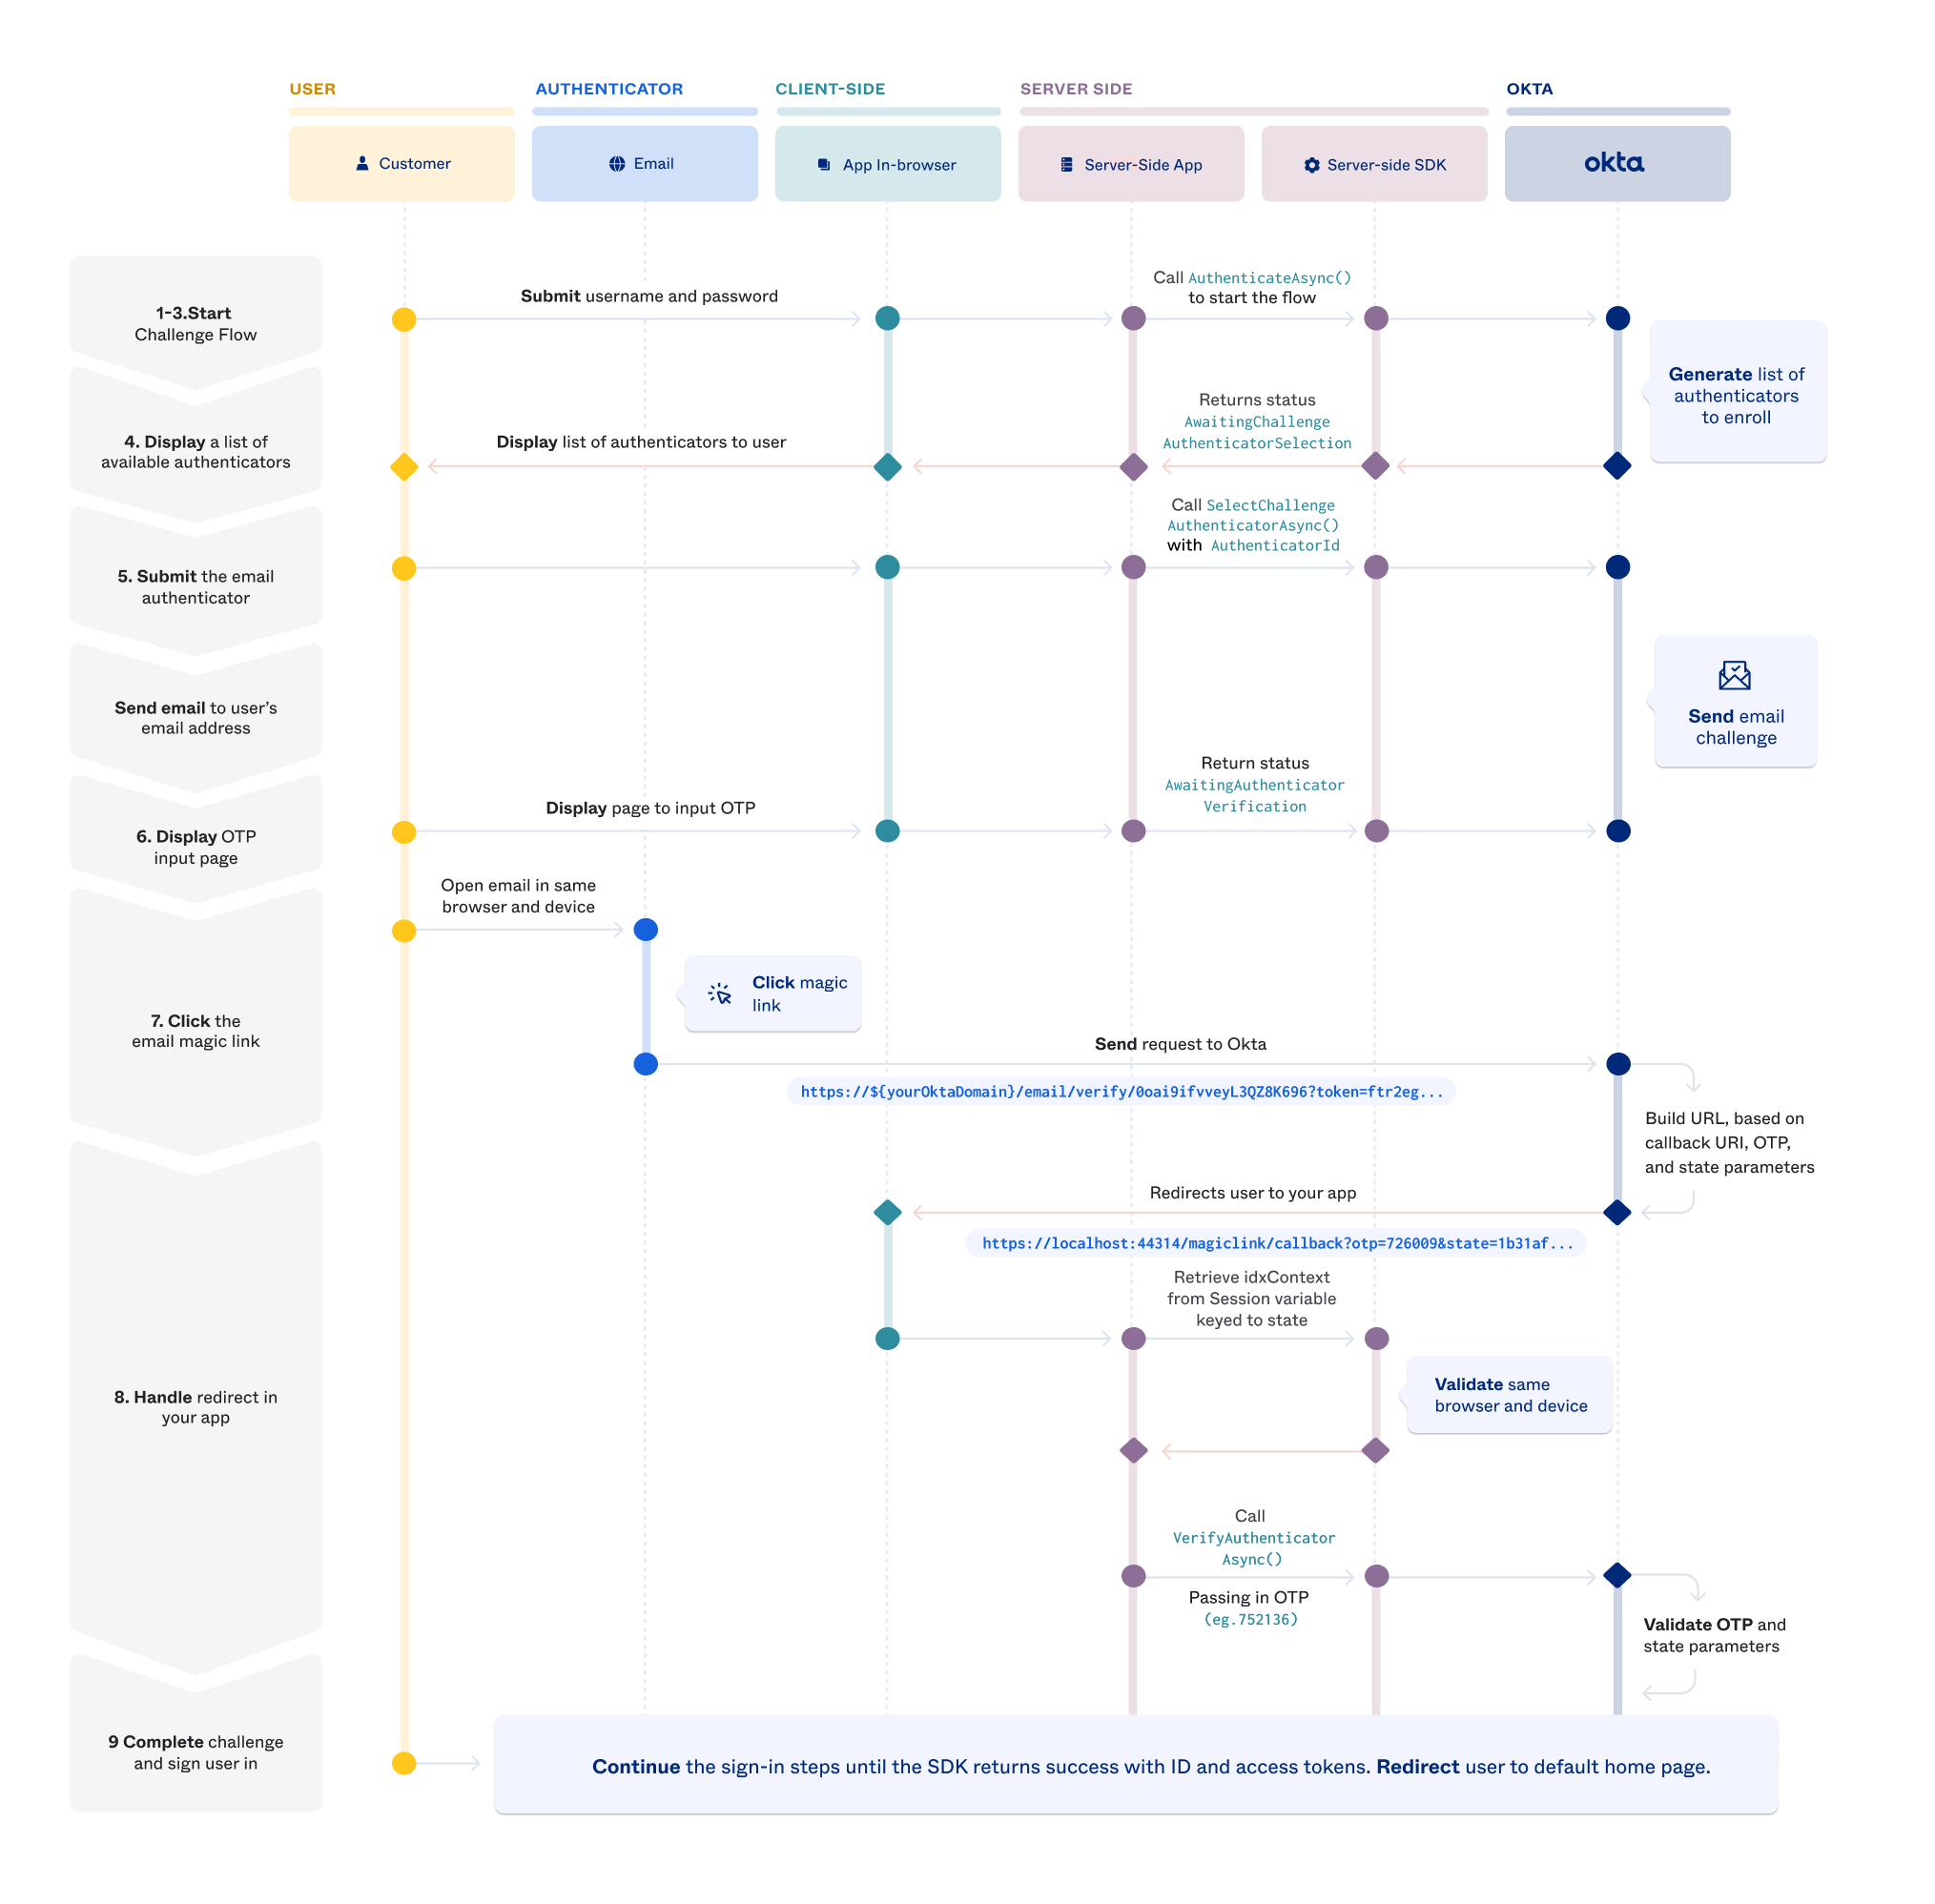 USER
AUTHENTICATOR
CLIENT-SIDE
SERVER SIDE
OKTA
Customer
Email
App In-browser
Server-Side App
Server-side SDK
okta
1-3.Start
Challenge Flow
Submit username and password
Call AuthenticateAsync()
to start the flow
Generate list of
authenticators
to enroll
4. Display a list of
available authenticators
Display list of authenticators to user
Returns status
AwaitingChallenge
AuthenticatorSelection
5. Submit the email
authenticator
Call SelectChallenge
AuthenticatorAsync()
with AuthenticatorId
Send email to user’s
email address
Send email
challenge
6. Display OTP
input page
Display page to input OTP
Return status
AwaitingAuthenticator
Verification
7. Click the
email magic link
Open email in same
browser and device
Click magic
link
Send request to Okta
https://${yourOktaDomain}/email/verify/0oai9ifvveyL3QZ8K696?token=ftr2eg...
Build URL, based on
callback URI, OTP,
and state parameters
8. Handle redirect in
your app
Redirects user to your app
https://localhost:44314/magiclink/callback?otp=726009&state=1b31af...
Retrieve idxContext
from Session variable
keyed to state
Validate same
browser and device
Call
VerifyAuthenticator
Async()
Passing in OTP
(eg.752136)
Validate OTP and
state parameters
9 Complete challenge
and sign user in
Continue the sign-in steps until the SDK returns success with ID and access tokens. Redirect user to default home page.